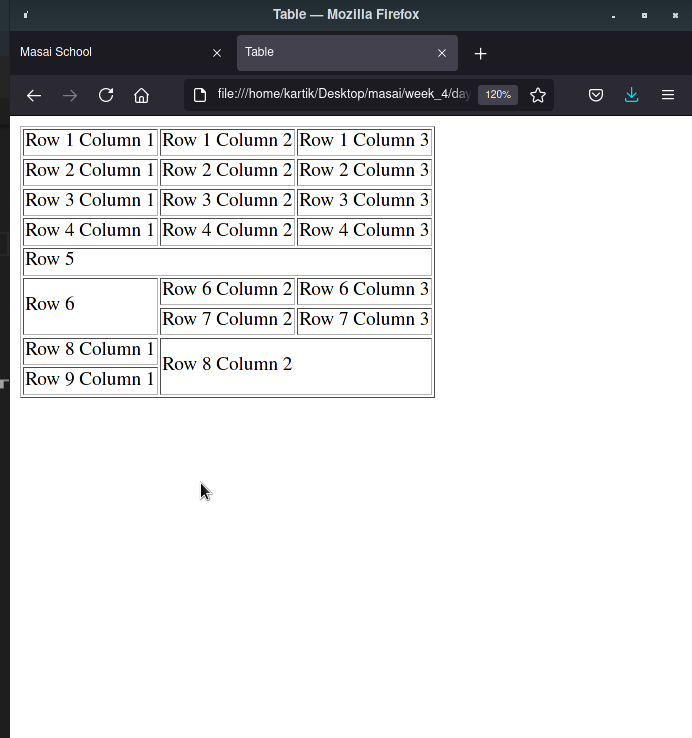 Table — Mozilla Firefox
Masai School
Table
file:///home/kartik/Desktop/masai/week_4/day
120%
Row 1 Column 1 Row 1 Column 2 Row 1 Column 3
Row 2 Column 1 Row 2 Column 2 Row 2 Column 3
Row 3 Column 1 Row 3 Column 2 Row 3 Column 3
Row 4 Column 1 Row 4 Column 2 Row 4 Column 3
Row 5
Row 6
Row 6 Column 2 Row 6 Column 3
Row 7 Column 2 Row 7 Column 3
Row 8 Column 1
Row 8 Column 2
Row 9 Column 1